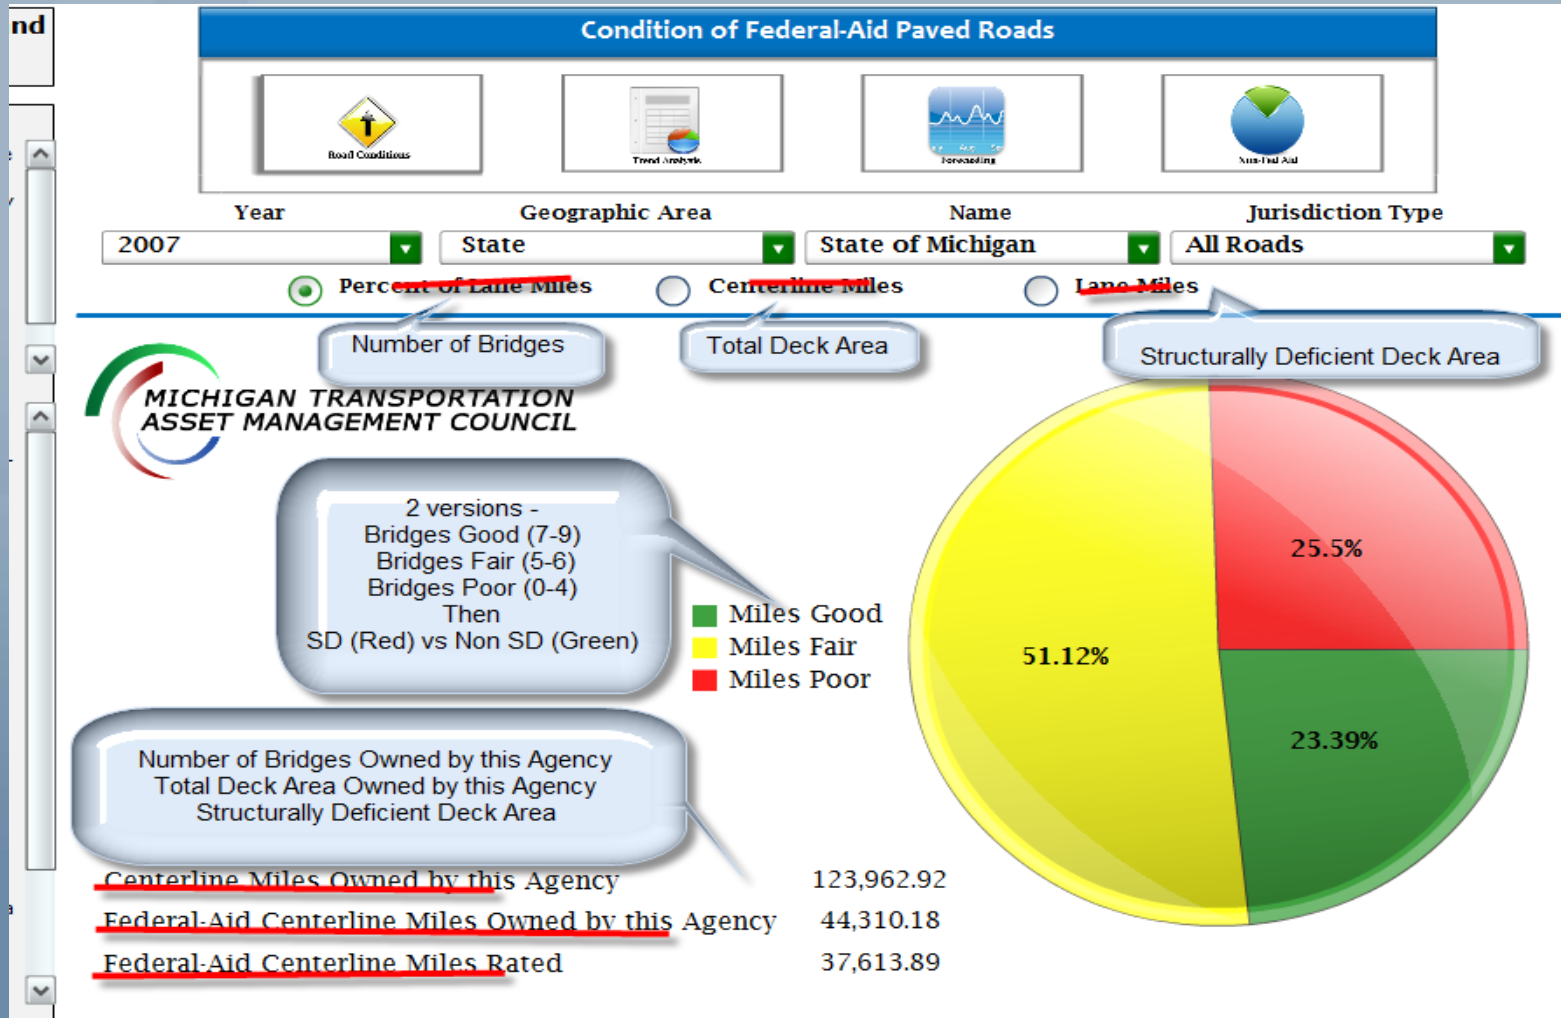 nd
Condition of Federal-Aid Paved Roads
Road Conditions
Trend Analysis
Forecasting
Non-Fed Aid
Year
Geographic Area
Name
Jurisdiction Type
2007
State
State of Michigan
All Roads
Percent of Lane Miles
Centerline Miles
Lane Miles
Number of Bridges
Total Deck Area
Structurally Deficient Deck Area
MICHIGAN TRANSPORTATION
ASSET MANAGEMENT COUNCIL
2 versions -
Bridges Good (7-9)
Bridges Fair (5-6)
Bridges Poor (0-4)
Then
SD (Red) vs Non SD (Green)
Miles Good
Miles Fair
Miles Poor
25.5%
51.12%
23.39%
Number of Bridges Owned by this Agency
Total Deck Area Owned by this Agency
Structurally Deficient Deck Area
Centerline Miles Owned by this Agency 123,962.92
Federal-Aid Centerline Miles Owned by this Agency 44,310.18
Federal-Aid Centerline Miles Rated 37,613.89